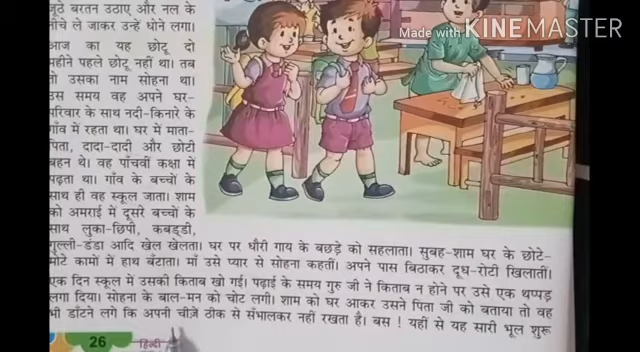 Made with KINEMASTER
जूठे बरतन उठाए और नल के
नीचे ले जाकर उन्हें धोने लगा।
आज का यह छोटू दो
महीने पहले छोटू नहीं था। तब
तो उसका नाम सोहना था।
उस समय वह अपने घर-
परिवार के साथ नदी-किनारे के
गाँव में रहता था। घर में माता-
पिता, दादा-दादी और छोटी
बहन थे। वह पाँचवीं कक्षा में
पढ़ता था। गाँव के बच्चों के
साथ ही वह स्कूल जाता। शाम
को अमराई में दूसरे बच्चों के
साथ लुका-छिपी, कबड्डी,
गुल्ली-डंडा आदि खेल खेलता। घर पर धौरी गाय के बछड़े को सहलाता। सुबह-शाम घर के छोटे-
मोटे कामों में हाथ बँटाता। माँ उसे प्यार से सोहना कहतीं। अपने पास बिठाकर दूध-रोटी खिलातीं।
एक दिन स्कूल में उसकी किताब खो गई। पढ़ाई के समय गुरु जी ने किताब न होने पर उसे एक थप्पड़
लगा दिया। सोहना के बाल-मन को चोट लगी। शाम को घर आकर उसने पिता जी को बताया तो वह
भी डाँटने लगे कि अपनी चीज़ें ठीक से सँभालकर नहीं रखता है। बस ! यहीं से यह सारी भूल शुरू
26 हिन्दी